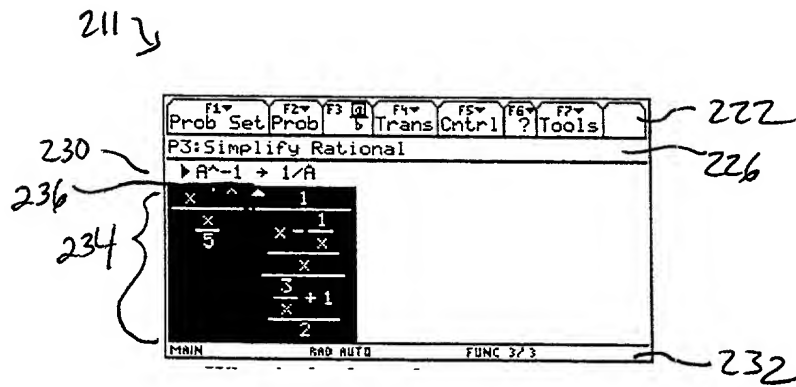 211
F1 F2 F3 a F4 F5 F6 F7
Prob Set Prob b Trans Cntrl ? Tools
222
P3:Simplify Rational
226
230
A^-1 → 1/A
236
x 1
x 1
5 x - x
x
234
3
x + 1
2
MAIN RAD AUTO FUNC 3/3
232